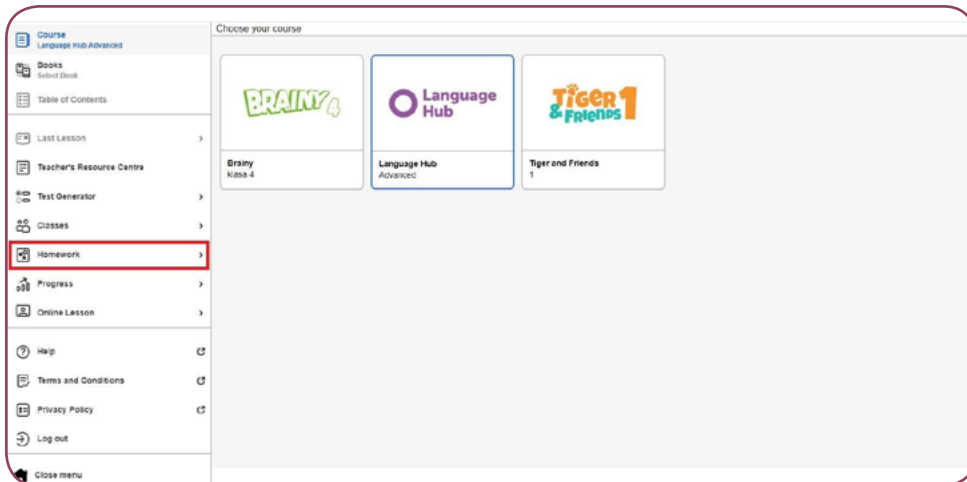 Course
Language Hub Advanced
Books
Select Book
Table of Contents
Last Lesson
Teacher's Resource Centre
Test Generator
Classes
Homework
Progress
Online Lesson
Help
Terms and Conditions
Privacy Policy
Log out
Close menu
Choose your course
BRAINY 4
Brainy
klasa 4
Language
Hub
Language Hub
Advanced
TIGER 1
& FRIENDS
Tiger and Friends
1